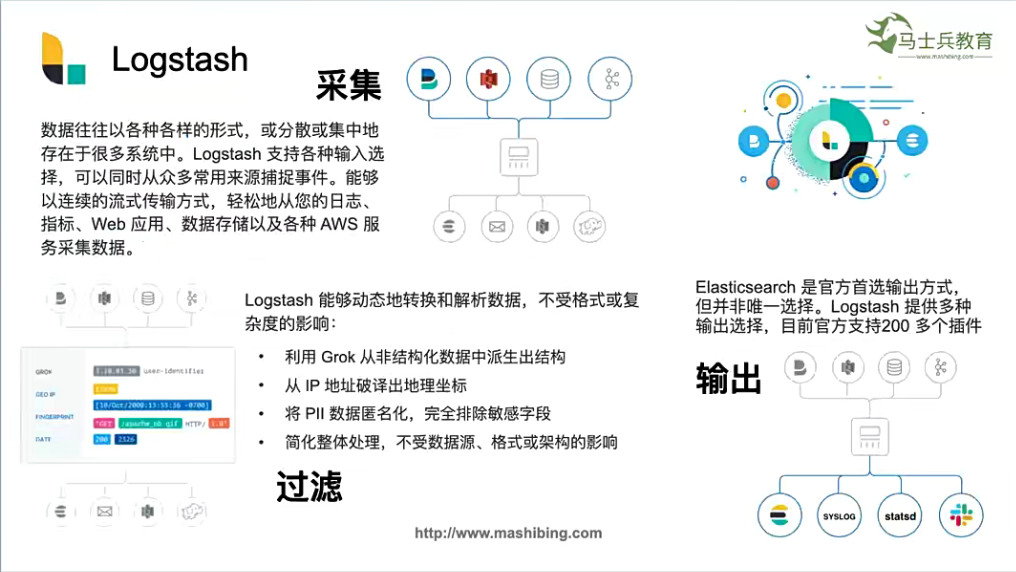 Logstash
马士兵教育
www.mashibing.com
采集
数据往往以各种各样的形式，或分散或集中地
存在于很多系统中。Logstash 支持各种输入选
择，可以同时从众多常用来源捕捉事件。能够
以连续的流式传输方式，轻松地从您的日志、
指标、Web 应用、数据存储以及各种 AWS 服
务采集数据。
Logstash 能够动态地转换和解析数据，不受格式或复
杂度的影响：
• 利用 Grok 从非结构化数据中派生出结构
• 从 IP 地址破译出地理坐标
• 将 PII 数据匿名化，完全排除敏感字段
• 简化整体处理，不受数据源、格式或架构的影响
过滤
GROK
GEO IP
FINGERPRINT
DATE
user-identifier
[10/Oct/2000:13:55:36 -0700]
"GET /apache_pb.gif HTTP/1.0"
200 2326
Elasticsearch 是官方首选输出方式，
但并非唯一选择。Logstash 提供多种
输出选择，目前官方支持200 多个插件
输出
SYSLOG
statsd
http://www.mashibing.com